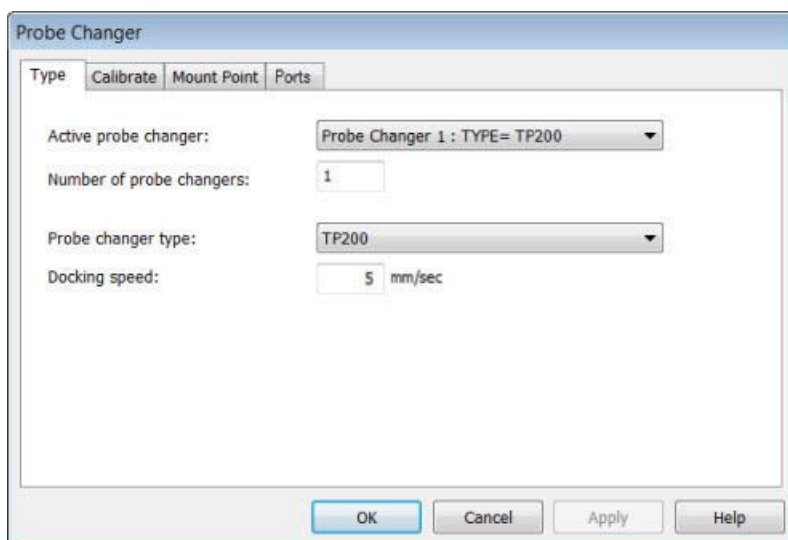 Probe Changer
Type Calibrate Mount Point Ports
Active probe changer: Probe Changer 1 : TYPE= TP200
Number of probe changers: 1
Probe changer type: TP200
Docking speed: 5 mm/sec
OK Cancel Apply Help